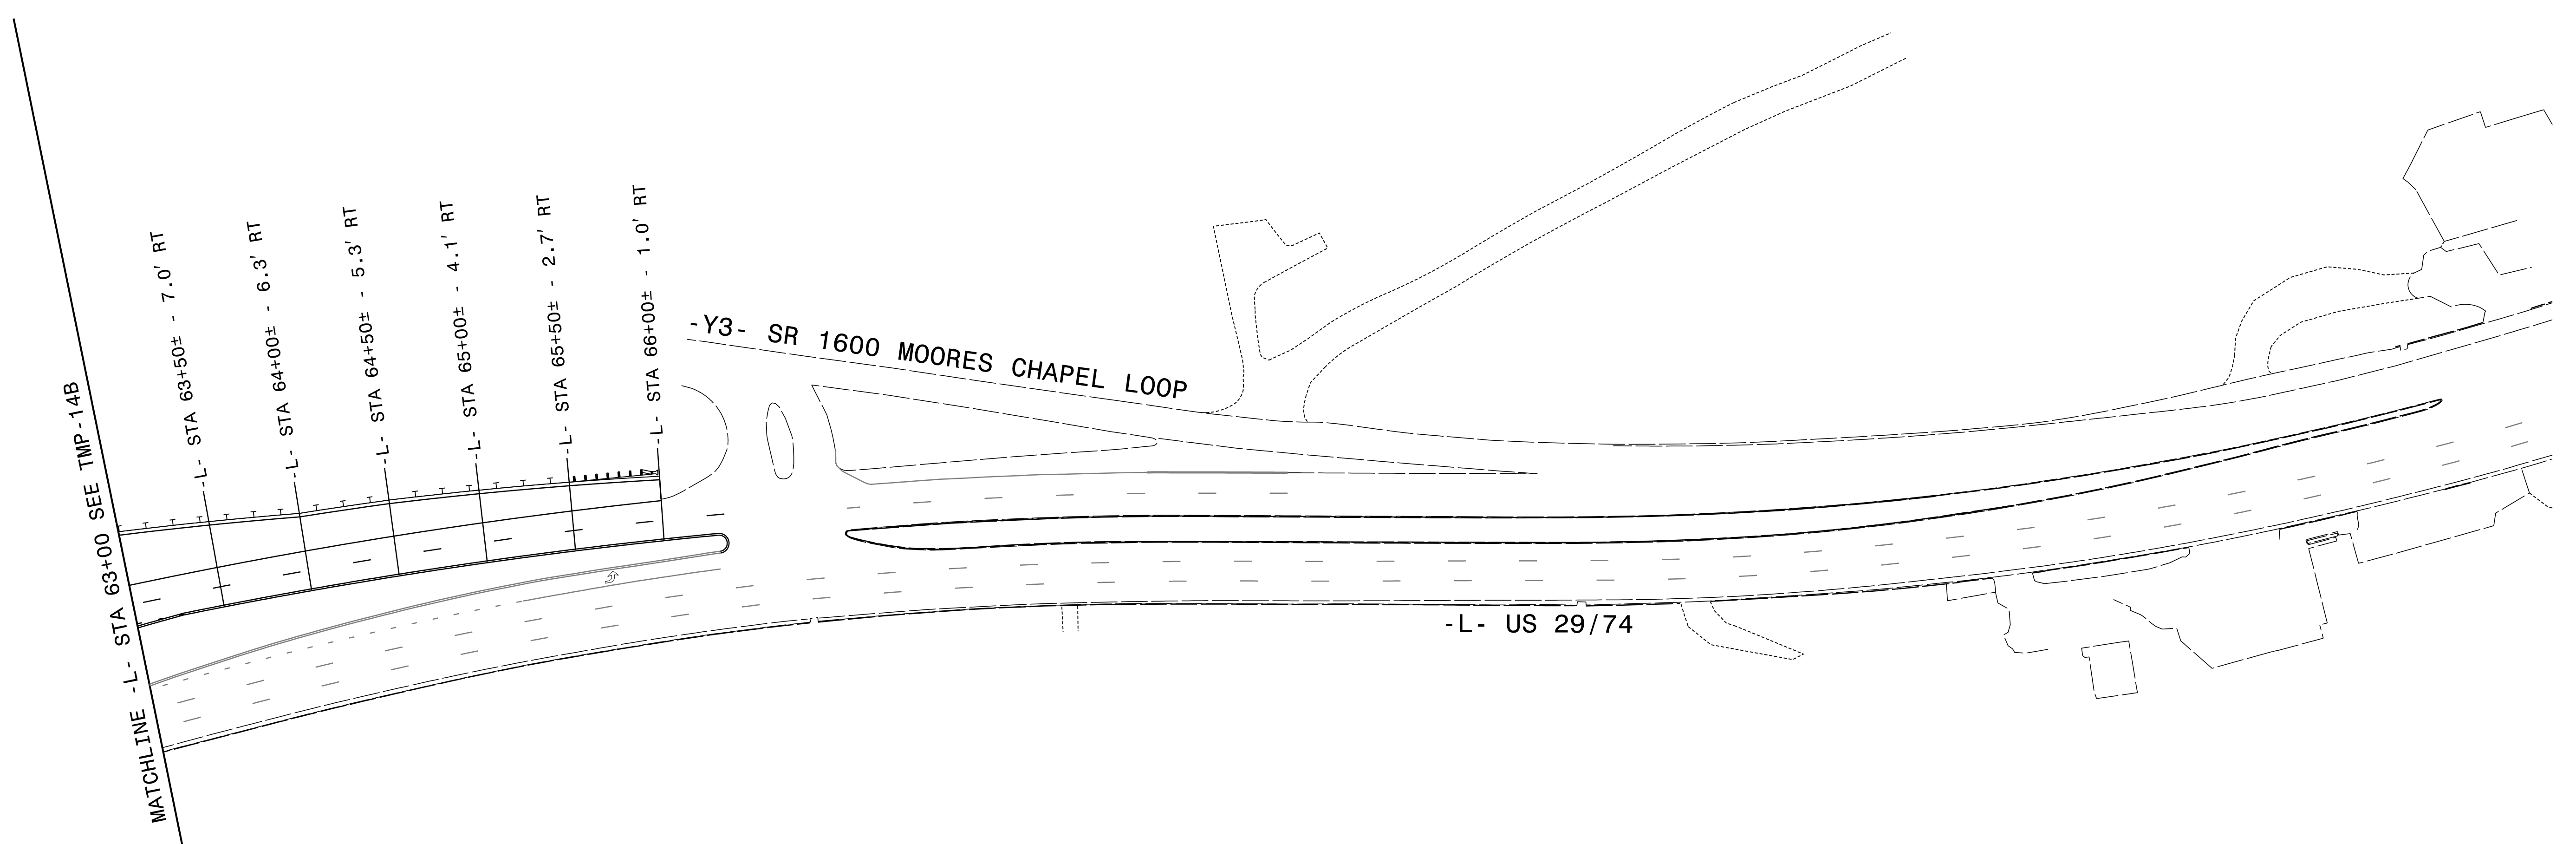 MATCHLINE -L- STA 63+00 SEE TMP-14B
-L- STA 63+50± - 7.0' RT
-L- STA 64+00± - 6.3' RT
-L- STA 64+50± - 5.3' RT
-L- STA 65+00± - 4.1' RT
-L- STA 65+50± - 2.7' RT
-L- STA 66+00± - 1.0' RT
-Y3- SR 1600 MOORES CHAPEL LOOP
-L- US 29/74